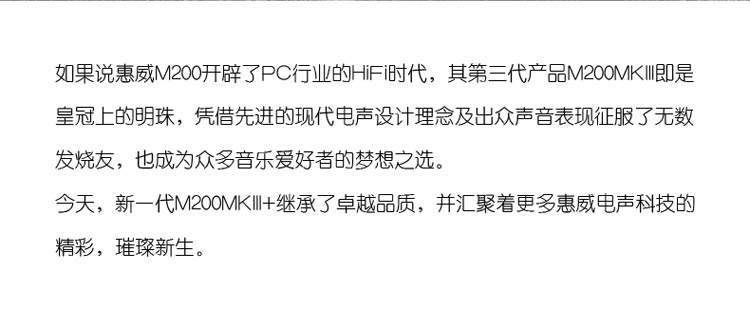 如果说惠威M200开辟了PC行业的HiFi时代，其第三代产品M200MKIII即是
皇冠上的明珠，凭借先进的现代电声设计理念及出众声音表现征服了无数
发烧友，也成为众多音乐爱好者的梦想之选。
今天，新一代M200MKIII+继承了卓越品质，并汇聚着更多惠威电声科技的
精彩，璀璨新生。